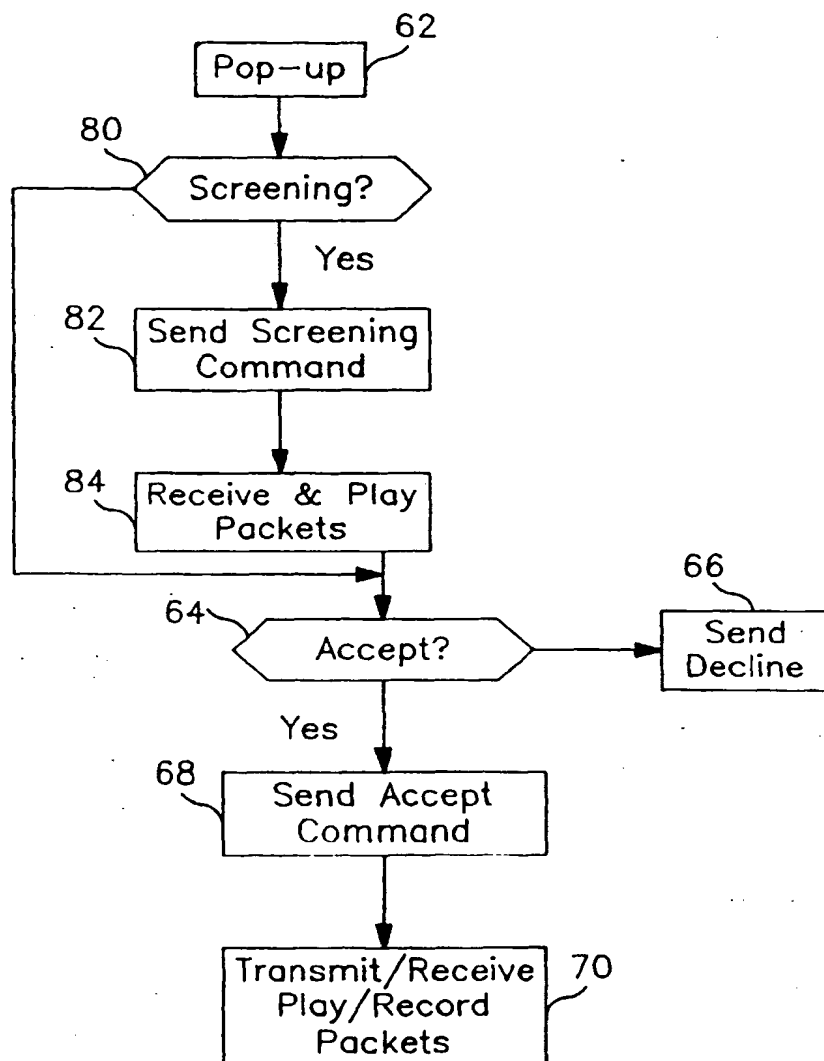 62
Pop-up
80
Screening?
Yes
82
Send Screening
Command
84
Receive & Play
Packets
64
Accept?
66
Send
Decline
Yes
68
Send Accept
Command
70
Transmit/Receive
Play/Record
Packets